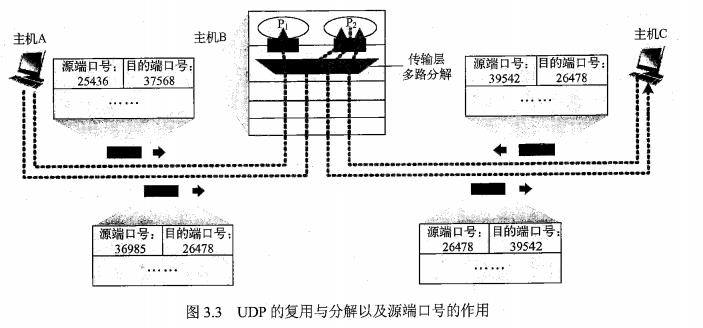 主机A
源端口号： 目的端口号：
25436 37568
……
主机B
P1 P2
传输层
多路分解
主机C
源端口号： 目的端口号：
39542 26478
……
源端口号： 目的端口号：
36985 26478
……
源端口号： 目的端口号：
26478 39542
……
图 3.3 UDP 的复用与分解以及源端口号的作用